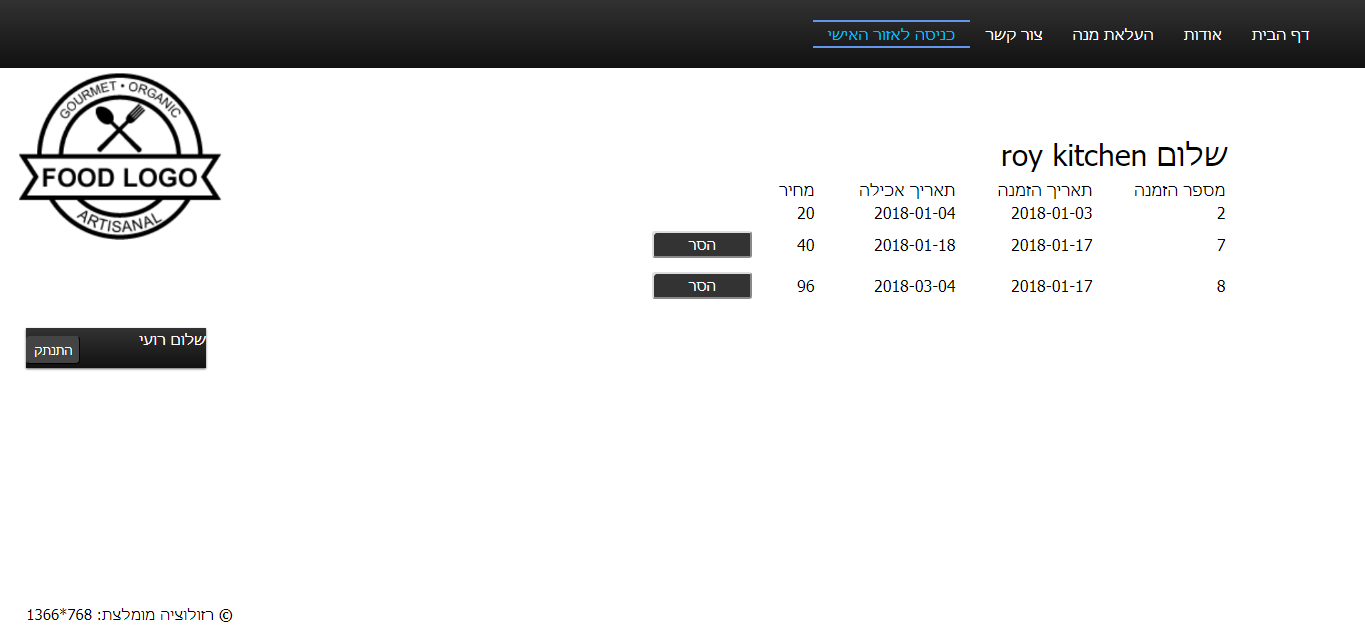 דף הבית אודות העלאת מנה צור קשר כניסה לאזור האישי
GOURMET • ORGANIC
FOOD LOGO
ARTISANAL
שלום roy kitchen
מספר הזמנה תאריך הזמנה תאריך אכילה מחיר
2 2018-01-03 2018-01-04 20
7 2018-01-17 2018-01-18 40 הסר
8 2018-01-17 2018-03-04 96 הסר
שלום רועי
התנתק
© רזולוציה מומלצת: 768*1366